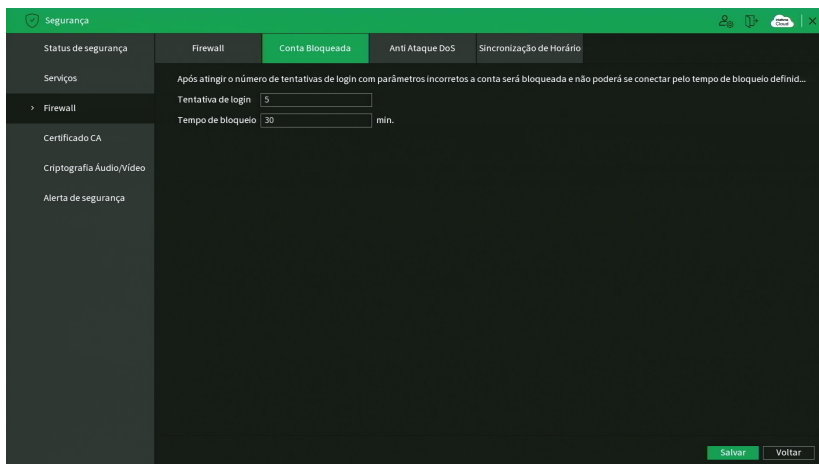 Segurança
Cloud
Status de segurança
Serviços
Firewall
Certificado CA
Criptografia Áudio/Vídeo
Alerta de segurança
Firewall
Conta Bloqueada
Anti Ataque DoS
Sincronização de Horário
Após atingir o número de tentativas de login com parâmetros incorretos a conta será bloqueada e não poderá se conectar pelo tempo de bloqueio definid...
Tentativa de login 5
Tempo de bloqueio 30 min.
Salvar
Voltar